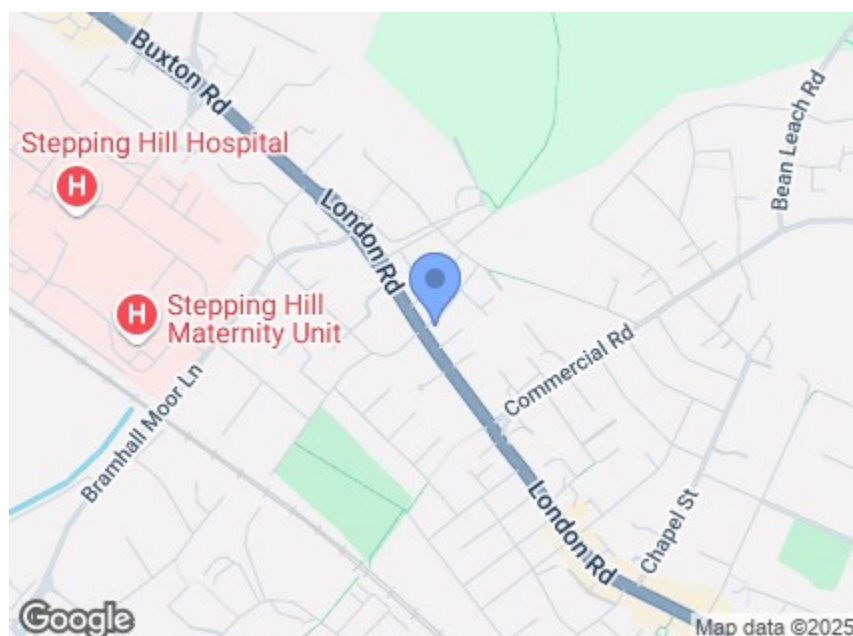 Buxton Rd
Bean Leach Rd
Stepping Hill Hospital
H
London Rd
H
Stepping Hill
Maternity Unit
Commercial Rd
Bramhall Moor Ln
London Rd
Chapel St
Google
Map data ©2025